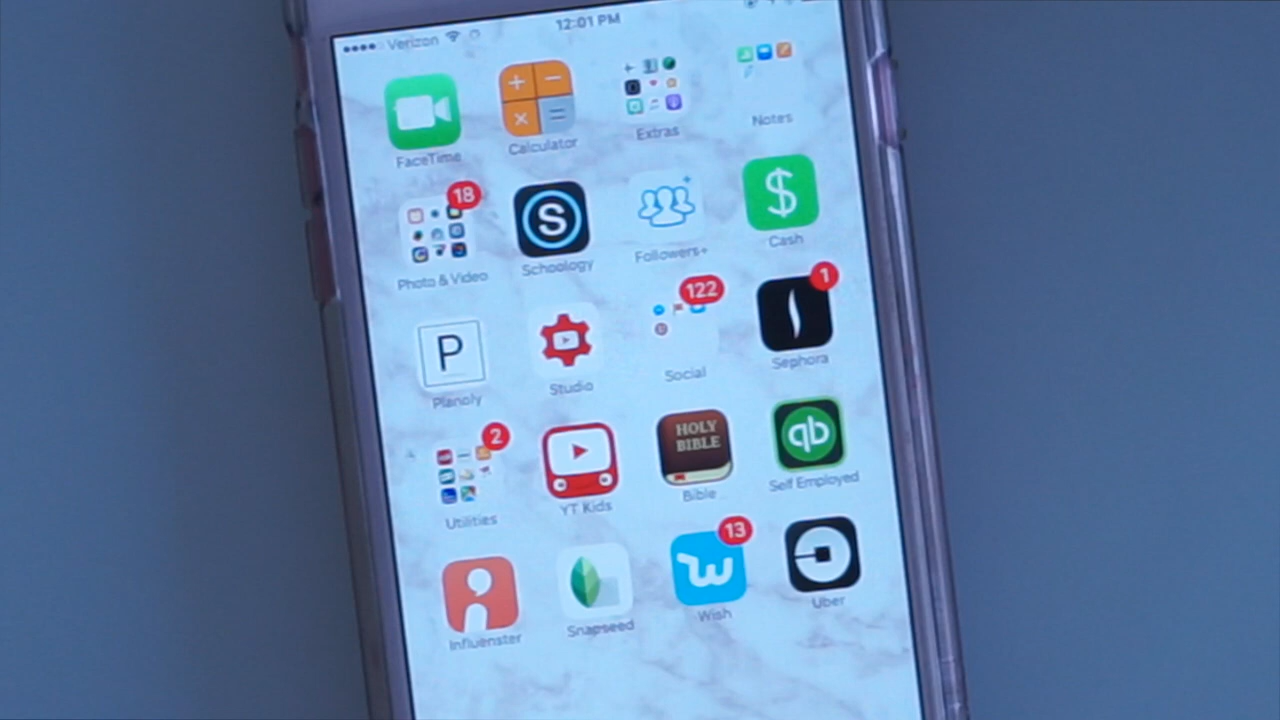 Verizon 12:01 PM
FaceTime Calculator Extras Notes
18
S $
Photo & Video Schoology Followers+ Cash
122 1
P
Planoly Studio Social Sephora
2 HOLY BIBLE qb
Utilities YT Kids Bible Self Employed
13
w
Influenster Snapseed Wish Uber